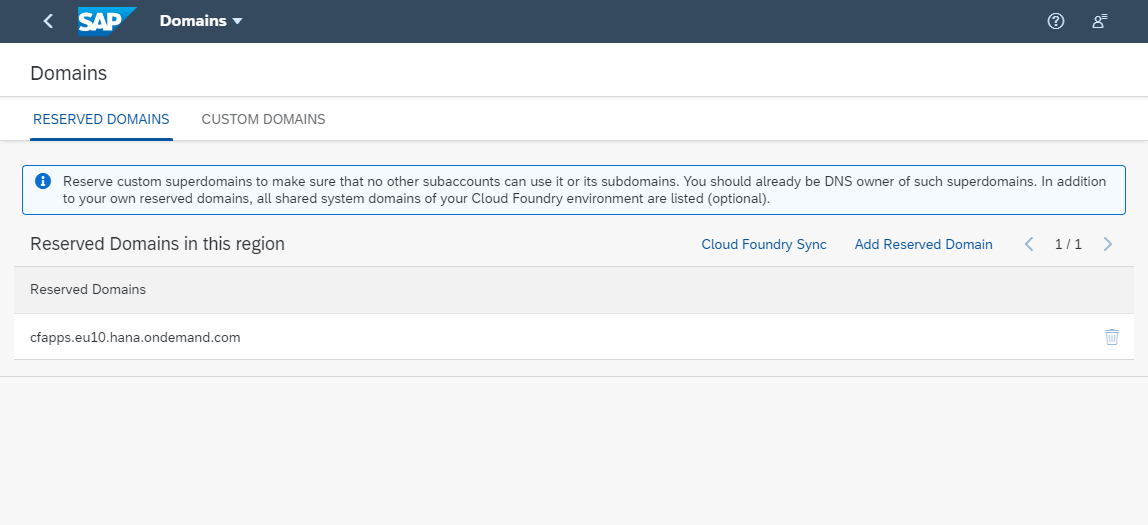 SAP Domains
Domains
RESERVED DOMAINS CUSTOM DOMAINS
Reserve custom superdomains to make sure that no other subaccounts can use it or its subdomains. You should already be DNS owner of such superdomains. In addition
to your own reserved domains, all shared system domains of your Cloud Foundry environment are listed (optional).
Reserved Domains in this region Cloud Foundry Sync Add Reserved Domain 1 / 1
Reserved Domains
cfapps.eu10.hana.ondemand.com